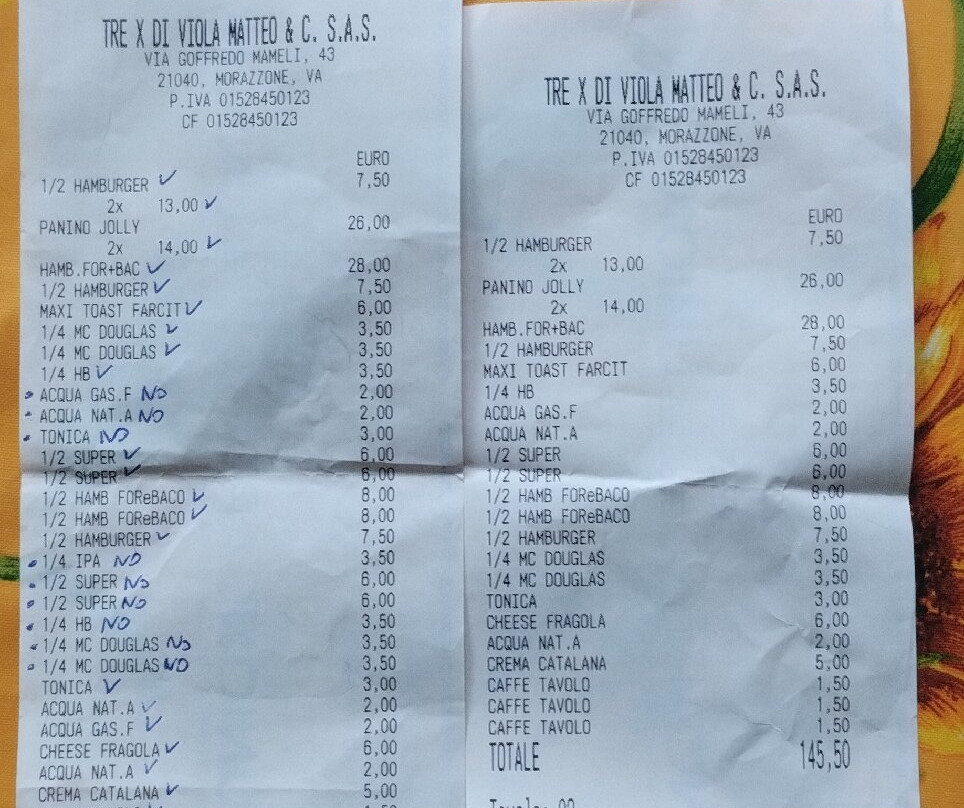 TRE X DI VIOLA MATTEO & C. S.A.S.
VIA GOFFREDO MAMELI, 43
21040, MORAZZONE, VA
P.IVA 01528450123
CF 01528450123
EURO
1/2 HAMBURGER ✓ 7,50
2x 13,00 ✓
PANINO JOLLY 26,00
2x 14,00 ✓
HAMB.FOR+BAC ✓ 28,00
1/2 HAMBURGER ✓ 7,50
MAXI TOAST FARCIT ✓ 6,00
1/4 MC DOUGLAS ✓ 3,50
1/4 MC DOUGLAS ✓ 3,50
1/4 HB ✓ 3,50
• ACQUA GAS.F NO 2,00
• ACQUA NAT.A NO 2,00
• TONICA NO 3,00
1/2 SUPER ✓ 6,00
1/2 SUPER ✓ 6,00
1/2 HAMB FOReBACO ✓ 8,00
1/2 HAMB FOReBACO ✓ 8,00
1/2 HAMBURGER ✓ 7,50
• 1/4 IPA NO 3,50
• 1/2 SUPER NO 6,00
• 1/2 SUPER NO 6,00
• 1/4 HB NO 3,50
• 1/4 MC DOUGLAS NO 3,50
• 1/4 MC DOUGLAS NO 3,50
TONICA ✓ 3,00
ACQUA NAT.A ✓ 2,00
ACQUA GAS.F ✓ 2,00
CHEESE FRAGOLA ✓ 6,00
ACQUA NAT.A ✓ 2,00
CREMA CATALANA ✓ 5,00
TRE X DI VIOLA MATTEO & C. S.A.S.
VIA GOFFREDO MAMELI, 43
21040, MORAZZONE, VA
P.IVA 01528450123
CF 01528450123
EURO
1/2 HAMBURGER 7,50
2x 13,00
PANINO JOLLY 26,00
2x 14,00
HAMB.FOR+BAC 28,00
1/2 HAMBURGER 7,50
MAXI TOAST FARCIT 6,00
1/4 HB 3,50
ACQUA GAS.F 2,00
ACQUA NAT.A 2,00
1/2 SUPER 6,00
1/2 SUPER 6,00
1/2 HAMB FOReBACO 8,00
1/2 HAMB FOReBACO 8,00
1/2 HAMBURGER 7,50
1/4 MC DOUGLAS 3,50
1/4 MC DOUGLAS 3,50
TONICA 3,00
CHEESE FRAGOLA 6,00
ACQUA NAT.A 2,00
CREMA CATALANA 5,00
CAFFE TAVOLO 1,50
CAFFE TAVOLO 1,50
CAFFE TAVOLO 1,50
TOTALE 145,50